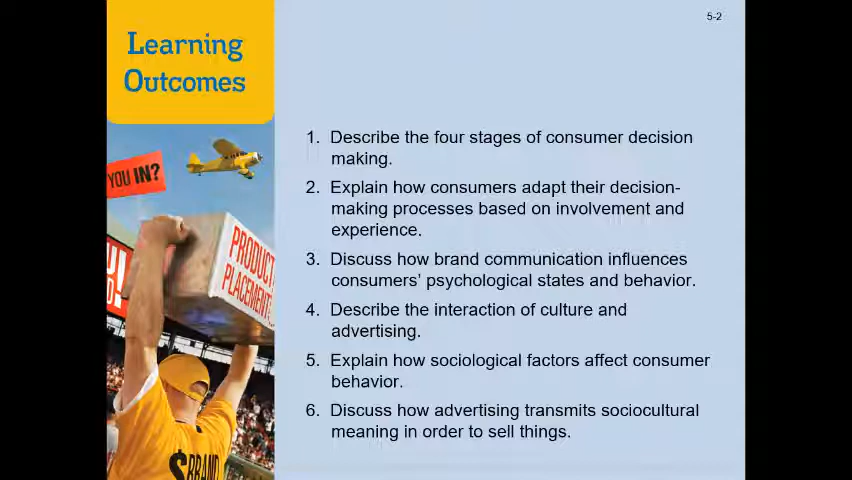 5-2
Learning
Outcomes
1. Describe the four stages of consumer decision
making.
2. Explain how consumers adapt their decision-
making processes based on involvement and
experience.
3. Discuss how brand communication influences
consumers' psychological states and behavior.
4. Describe the interaction of culture and
advertising.
5. Explain how sociological factors affect consumer
behavior.
6. Discuss how advertising transmits sociocultural
meaning in order to sell things.
YOU IN?
PRODUCT
PLACEMENT
$BRAND